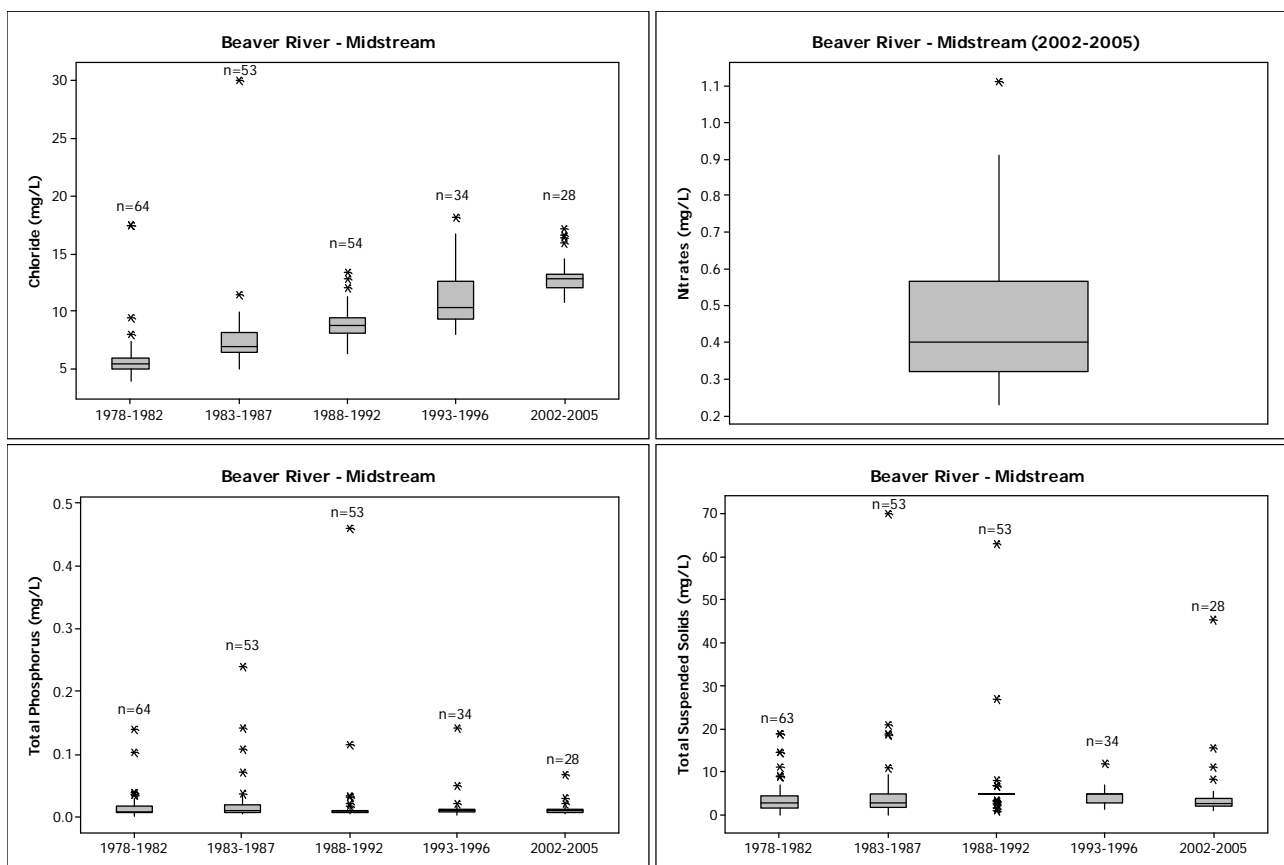 Beaver River - Midstream
n=53
30
25
20
15
10
5
Chloride (mg/L)
n=64
n=54
n=34
n=28
1978-1982
1983-1987
1988-1992
1993-1996
2002-2005
Beaver River - Midstream (2002-2005)
1.1
1.0
0.9
0.8
0.7
0.6
0.5
0.4
0.3
0.2
Nitrates (mg/L)
Beaver River - Midstream
0.5
0.4
0.3
0.2
0.1
0.0
Total Phosphorus (mg/L)
n=64
n=53
n=53
n=34
n=28
1978-1982
1983-1987
1988-1992
1993-1996
2002-2005
Beaver River - Midstream
70
60
50
40
30
20
10
0
Total Suspended Solids (mg/L)
n=63
n=53
n=53
n=34
n=28
1978-1982
1983-1987
1988-1992
1993-1996
2002-2005